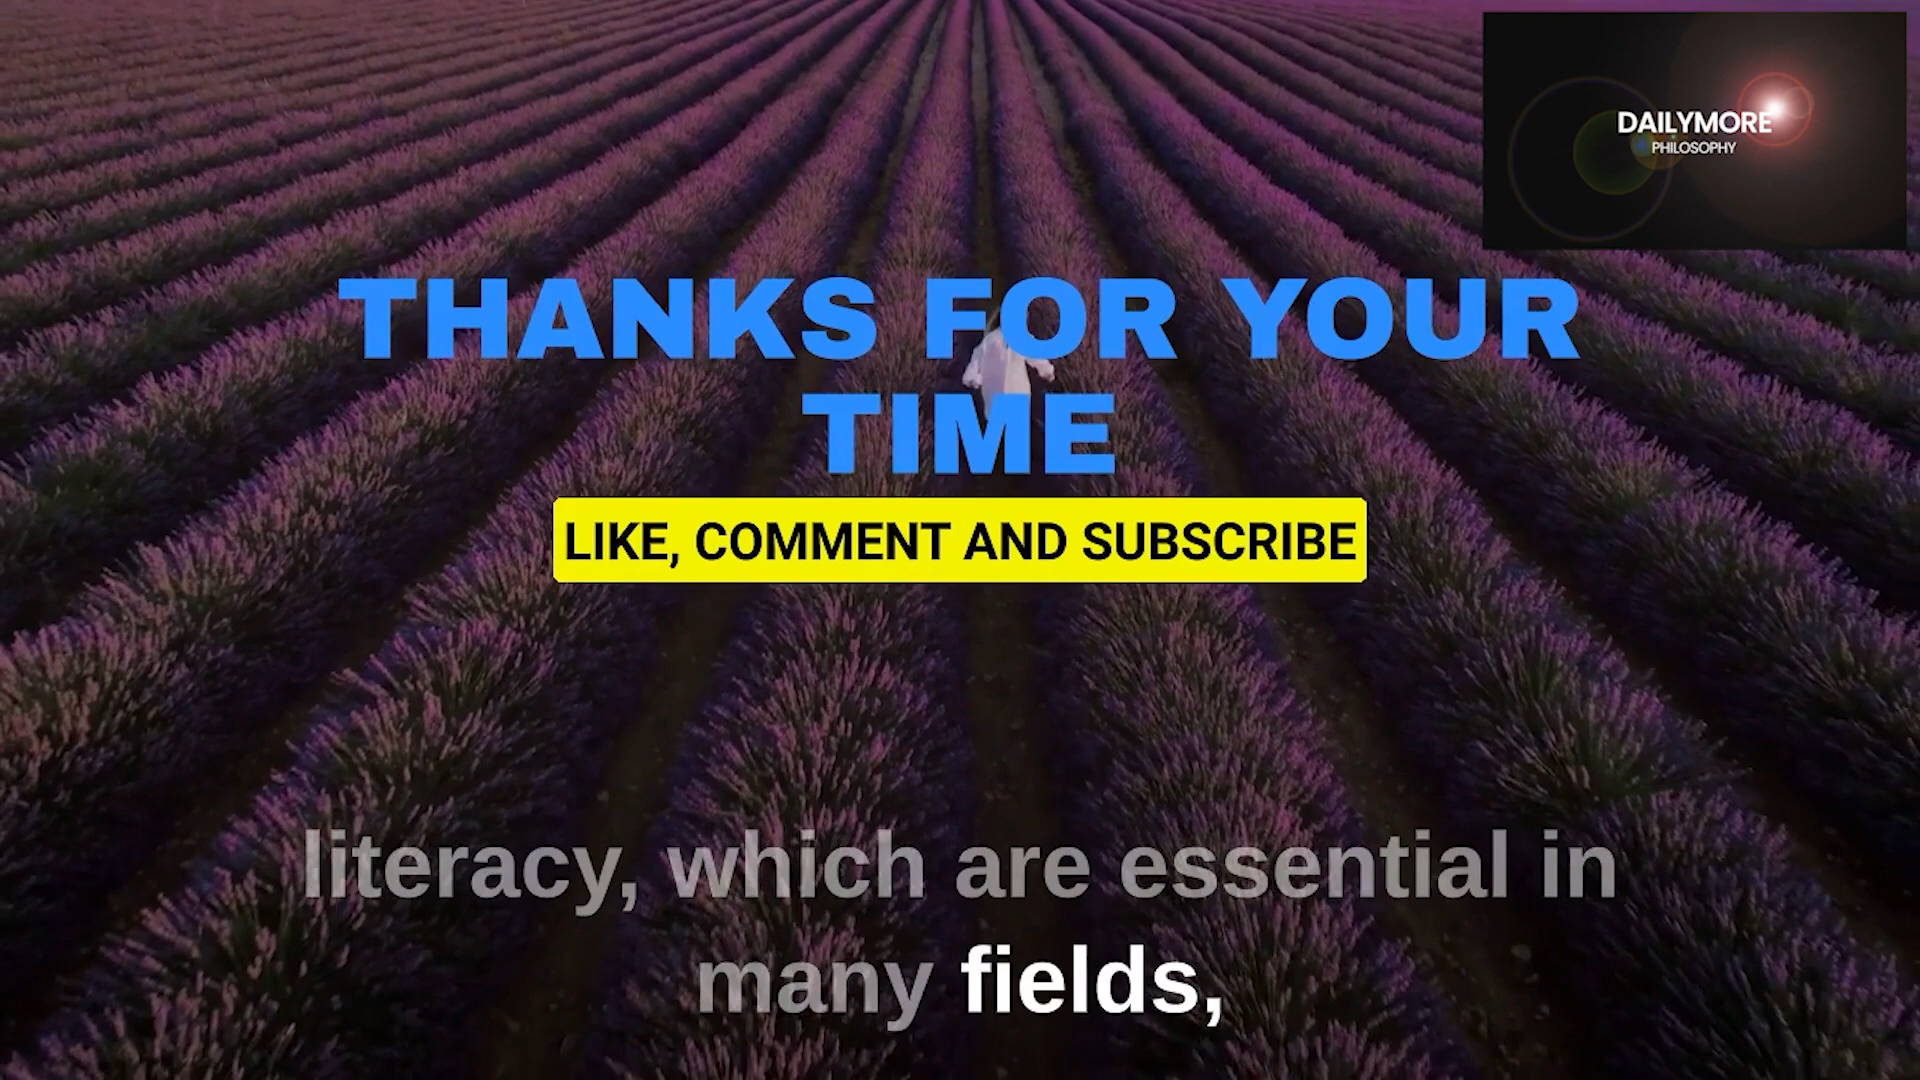 DAILYMORE
PHILOSOPHY
THANKS FOR YOUR
TIME
LIKE, COMMENT AND SUBSCRIBE
literacy, which are essential in
many fields,